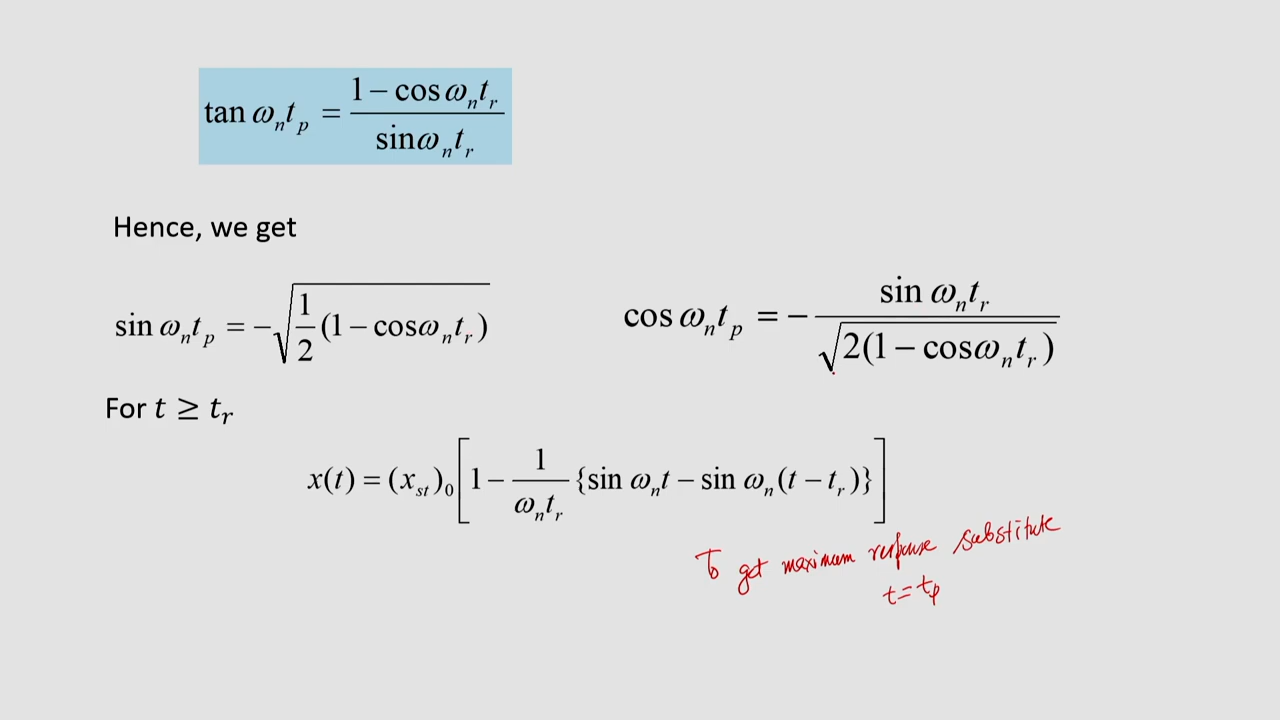 tan ωₙtₚ = (1 − cos ωₙtᵣ) / (sin ωₙtᵣ)
Hence, we get
sin ωₙtₚ = −√(1/2 (1 − cos ωₙtᵣ))
cos ωₙtₚ = − sin ωₙtᵣ / √(2(1 − cos ωₙtᵣ))
For t ≥ tᵣ
x(t) = (xₛₜ)₀ [1 − 1/(ωₙtᵣ) {sin ωₙt − sin ωₙ(t − tᵣ)}]
To get maximum response substitute
t = tₚ